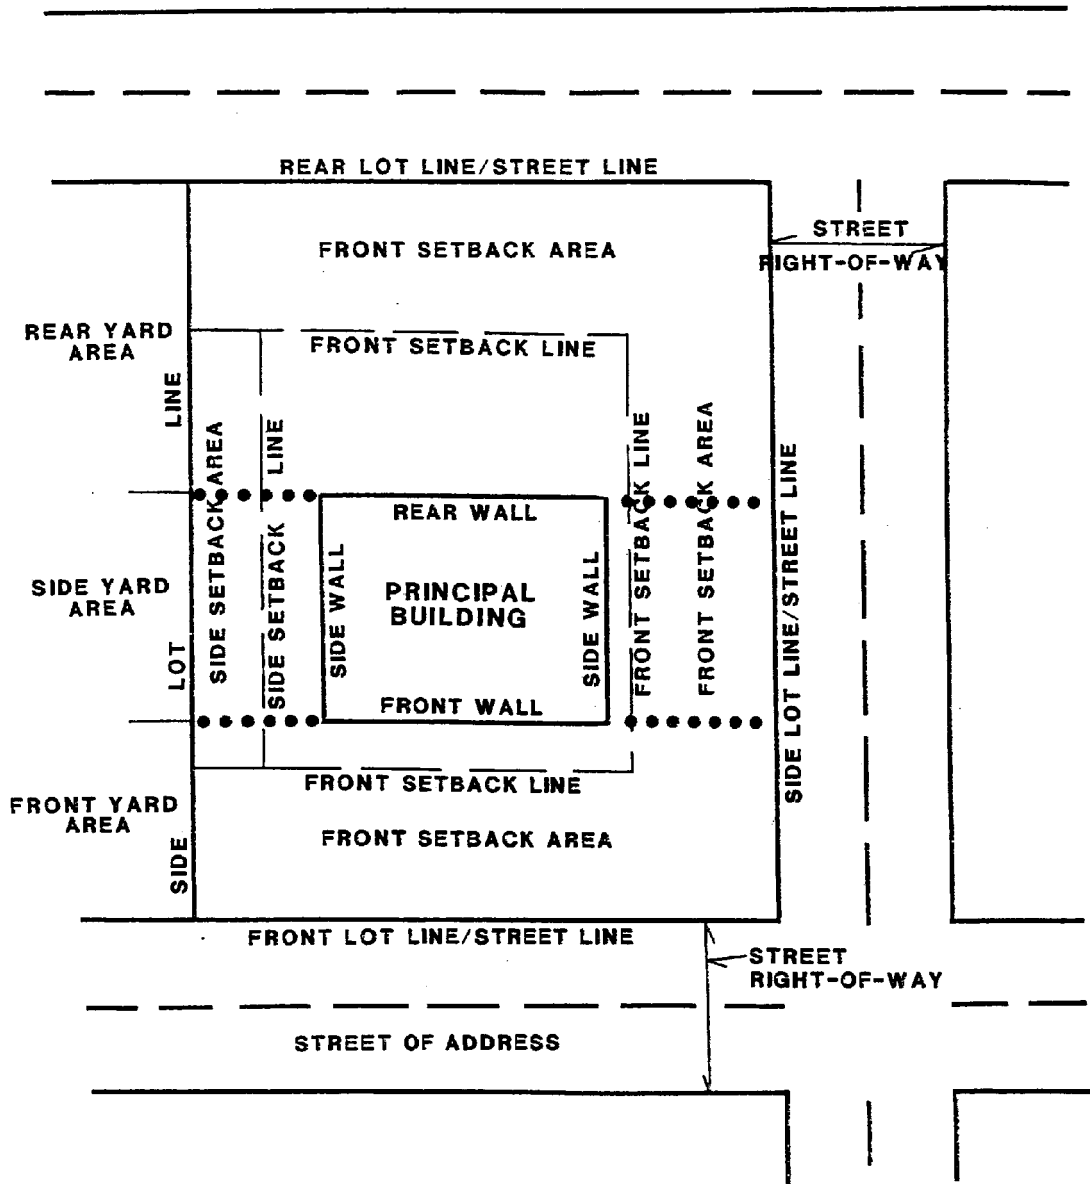 REAR LOT LINE/STREET LINE
STREET
RIGHT-OF-WAY
FRONT SETBACK AREA
REAR YARD
AREA
FRONT SETBACK LINE
SIDE LOT LINE
SIDE SETBACK AREA
SIDE SETBACK LINE
FRONT SETBACK LINE
FRONT SETBACK AREA
SIDE LOT LINE/STREET LINE
REAR WALL
SIDE YARD
AREA
SIDE WALL
PRINCIPAL
BUILDING
SIDE WALL
FRONT WALL
FRONT SETBACK LINE
FRONT YARD
AREA
FRONT SETBACK AREA
FRONT LOT LINE/STREET LINE
STREET
RIGHT-OF-WAY
STREET OF ADDRESS